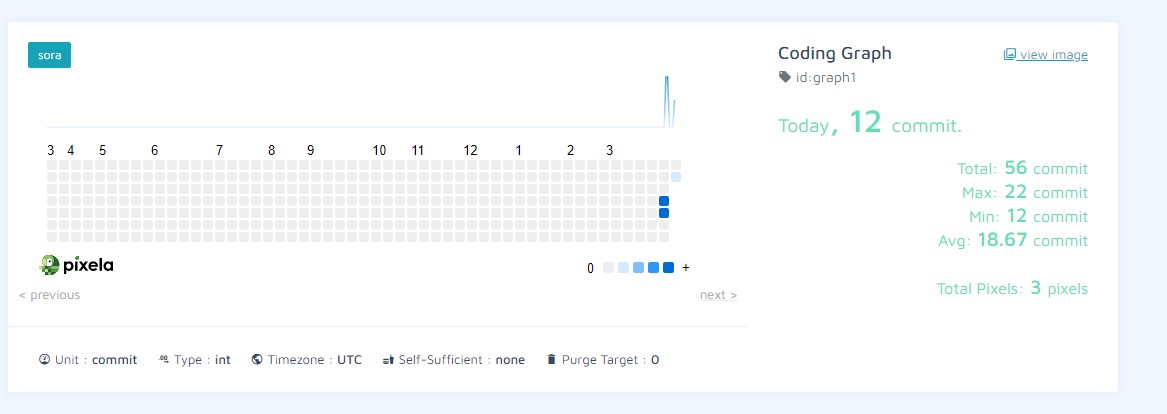 sora
3 4 5 6 7 8 9 10 11 12 1 2 3
pixela
0 +
< previous
next >
Unit : commit Type : int Timezone : UTC Self-Sufficient : none Purge Target : 0
Coding Graph
view image
id:graph1
Today, 12 commit.
Total: 56 commit
Max: 22 commit
Min: 12 commit
Avg: 18.67 commit
Total Pixels: 3 pixels